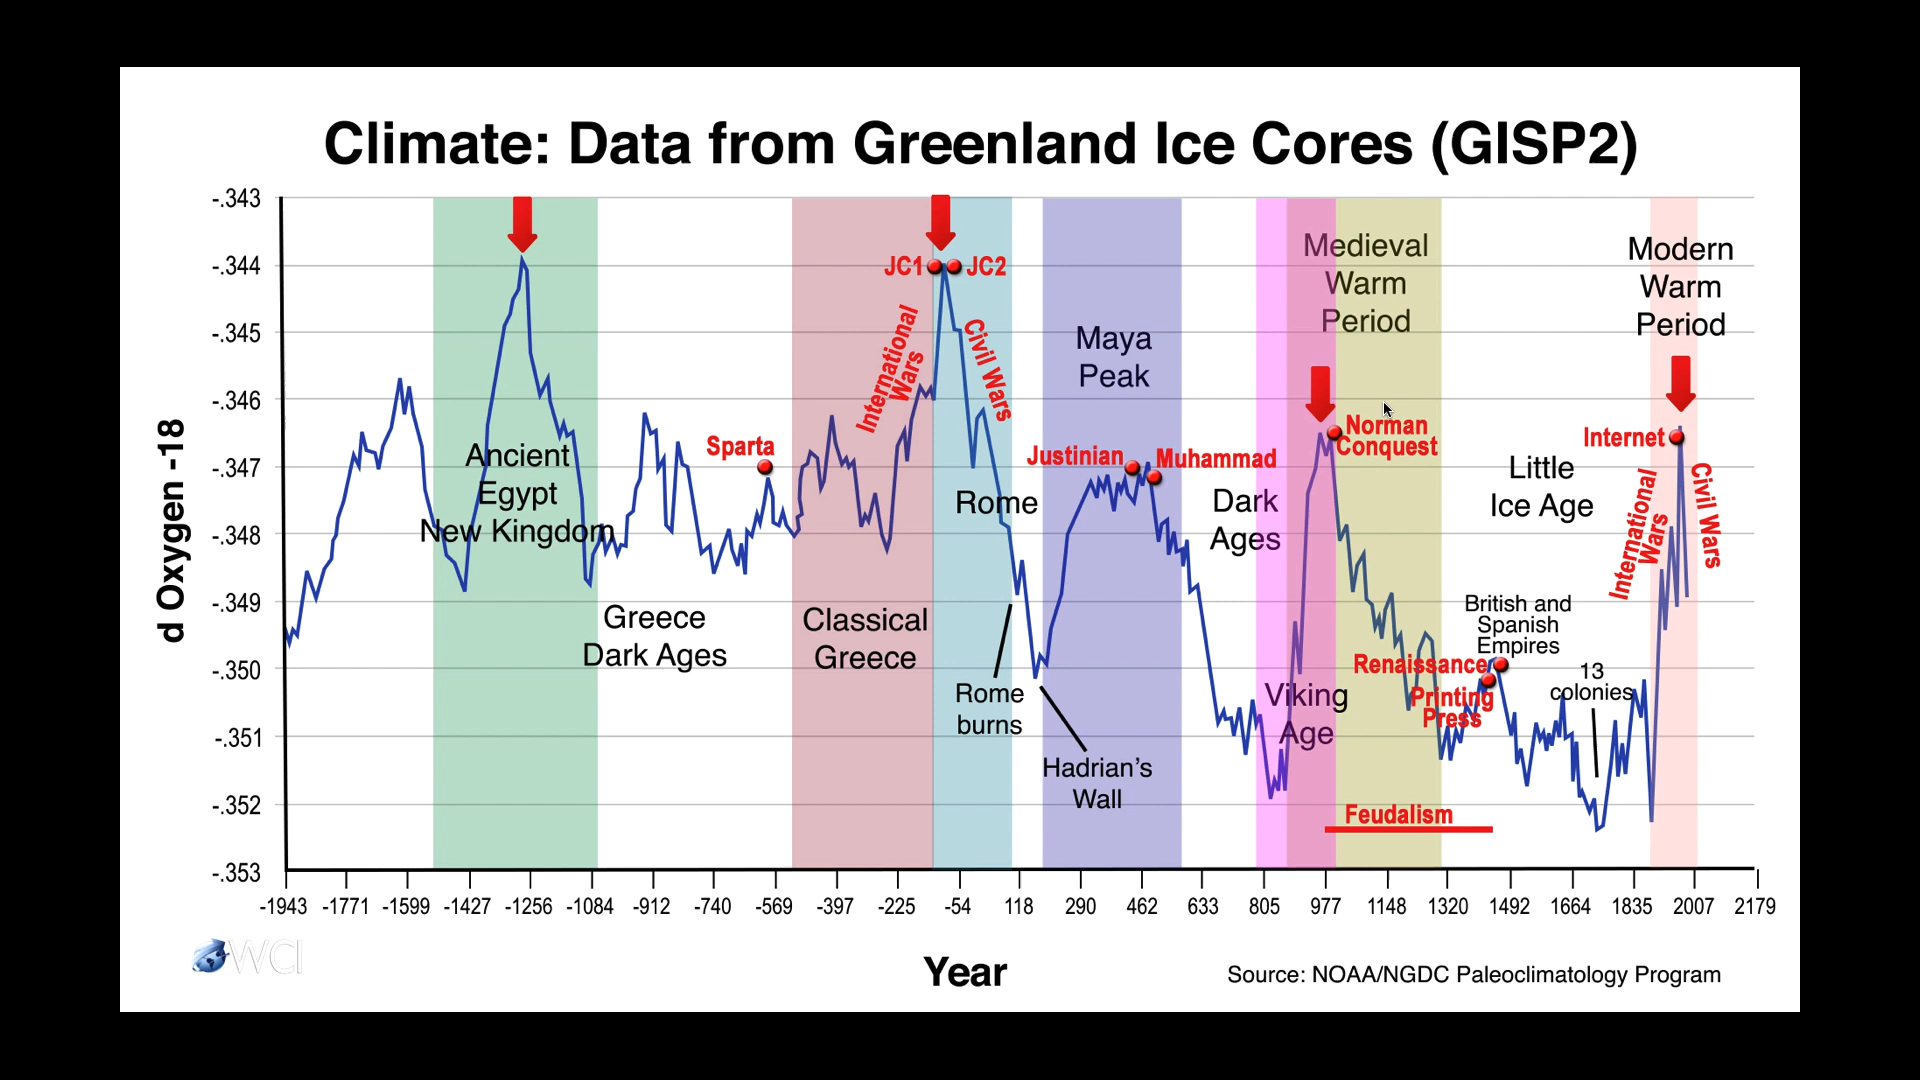 Climate: Data from Greenland Ice Cores (GISP2)
-.343
-.344
-.345
-.346
-.347
-.348
-.349
-.350
-.351
-.352
-.353
d Oxygen -18
Ancient
Egypt
New Kingdom
Greece
Dark Ages
Sparta
Classical
Greece
International
Wars
JC1
JC2
Civil Wars
Rome
Rome
burns
Hadrian's
Wall
Maya
Peak
Justinian
Muhammad
Dark
Ages
Viking
Age
Medieval
Warm
Period
Norman
Conquest
Feudalism
Renaissance
Printing
Press
British and
Spanish
Empires
Little
Ice Age
13
colonies
Modern
Warm
Period
Internet
International
Wars
Civil Wars
-1943 -1771 -1599 -1427 -1256 -1084 -912 -740 -569 -397 -225 -54 118 290 462 633 805 977 1148 1320 1492 1664 1835 2007 2179
WCI
Year
Source: NOAA/NGDC Paleoclimatology Program